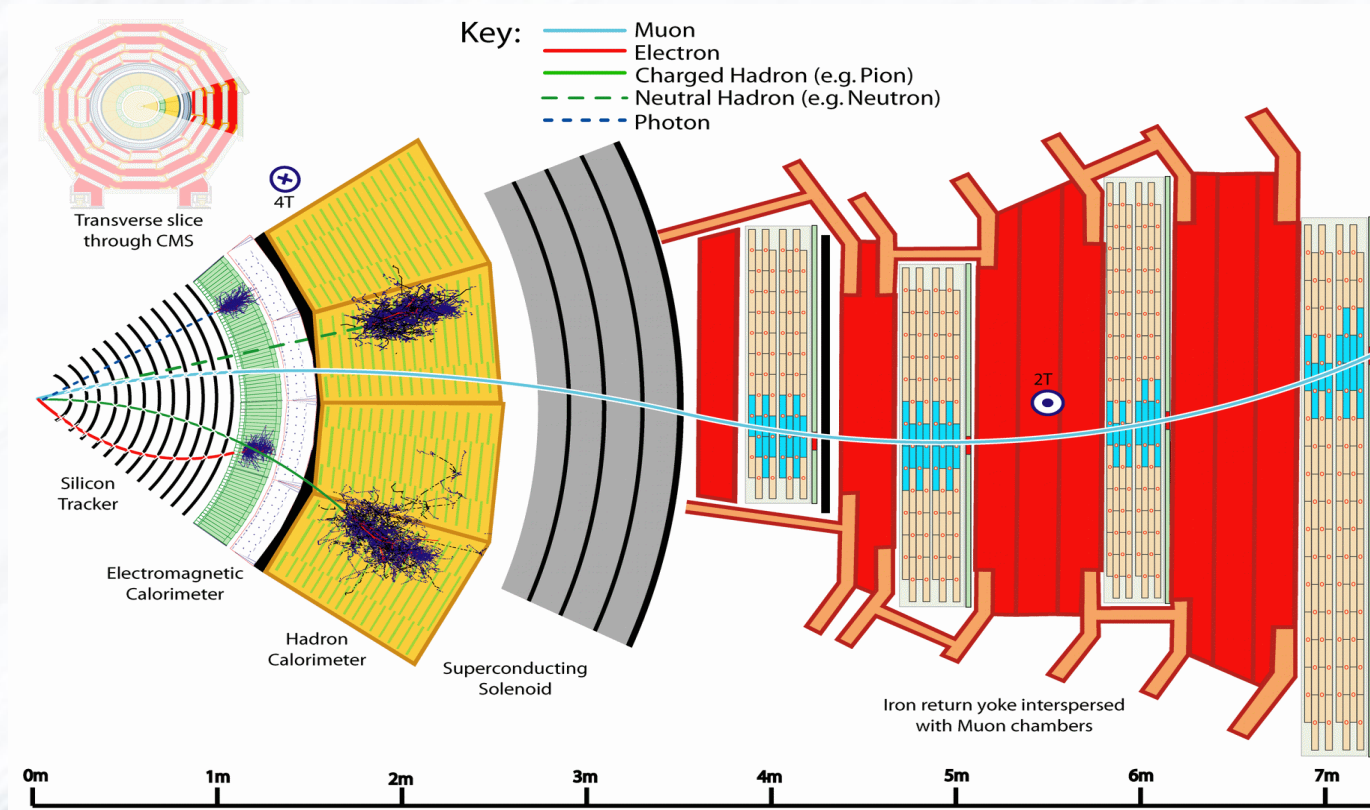 Key:
Muon
Electron
Charged Hadron (e.g. Pion)
Neutral Hadron (e.g. Neutron)
Photon
Transverse slice
through CMS
4T
2T
Silicon
Tracker
Electromagnetic
Calorimeter
Hadron
Calorimeter
Superconducting
Solenoid
Iron return yoke interspersed
with Muon chambers
0m 1m 2m 3m 4m 5m 6m 7m